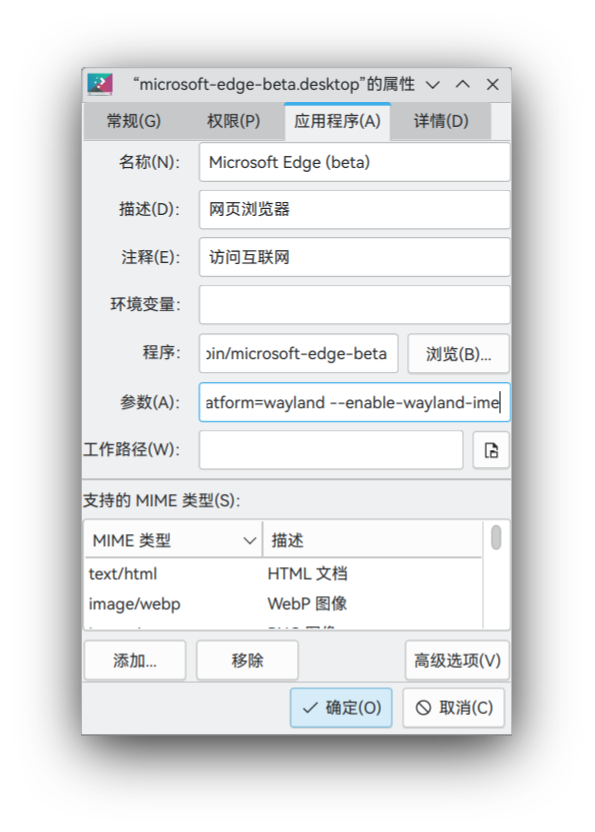 “microsoft-edge-beta.desktop”的属性
常规(G) 权限(P) 应用程序(A) 详情(D)
名称(N): Microsoft Edge (beta)
描述(D): 网页浏览器
注释(E): 访问互联网
环境变量:
程序: bin/microsoft-edge-beta 浏览(B)...
参数(A): atform=wayland --enable-wayland-ime
工作路径(W):
支持的 MIME 类型(S):
MIME 类型 描述
text/html HTML 文档
image/webp WebP 图像
添加... 移除 高级选项(V)
确定(O) 取消(C)